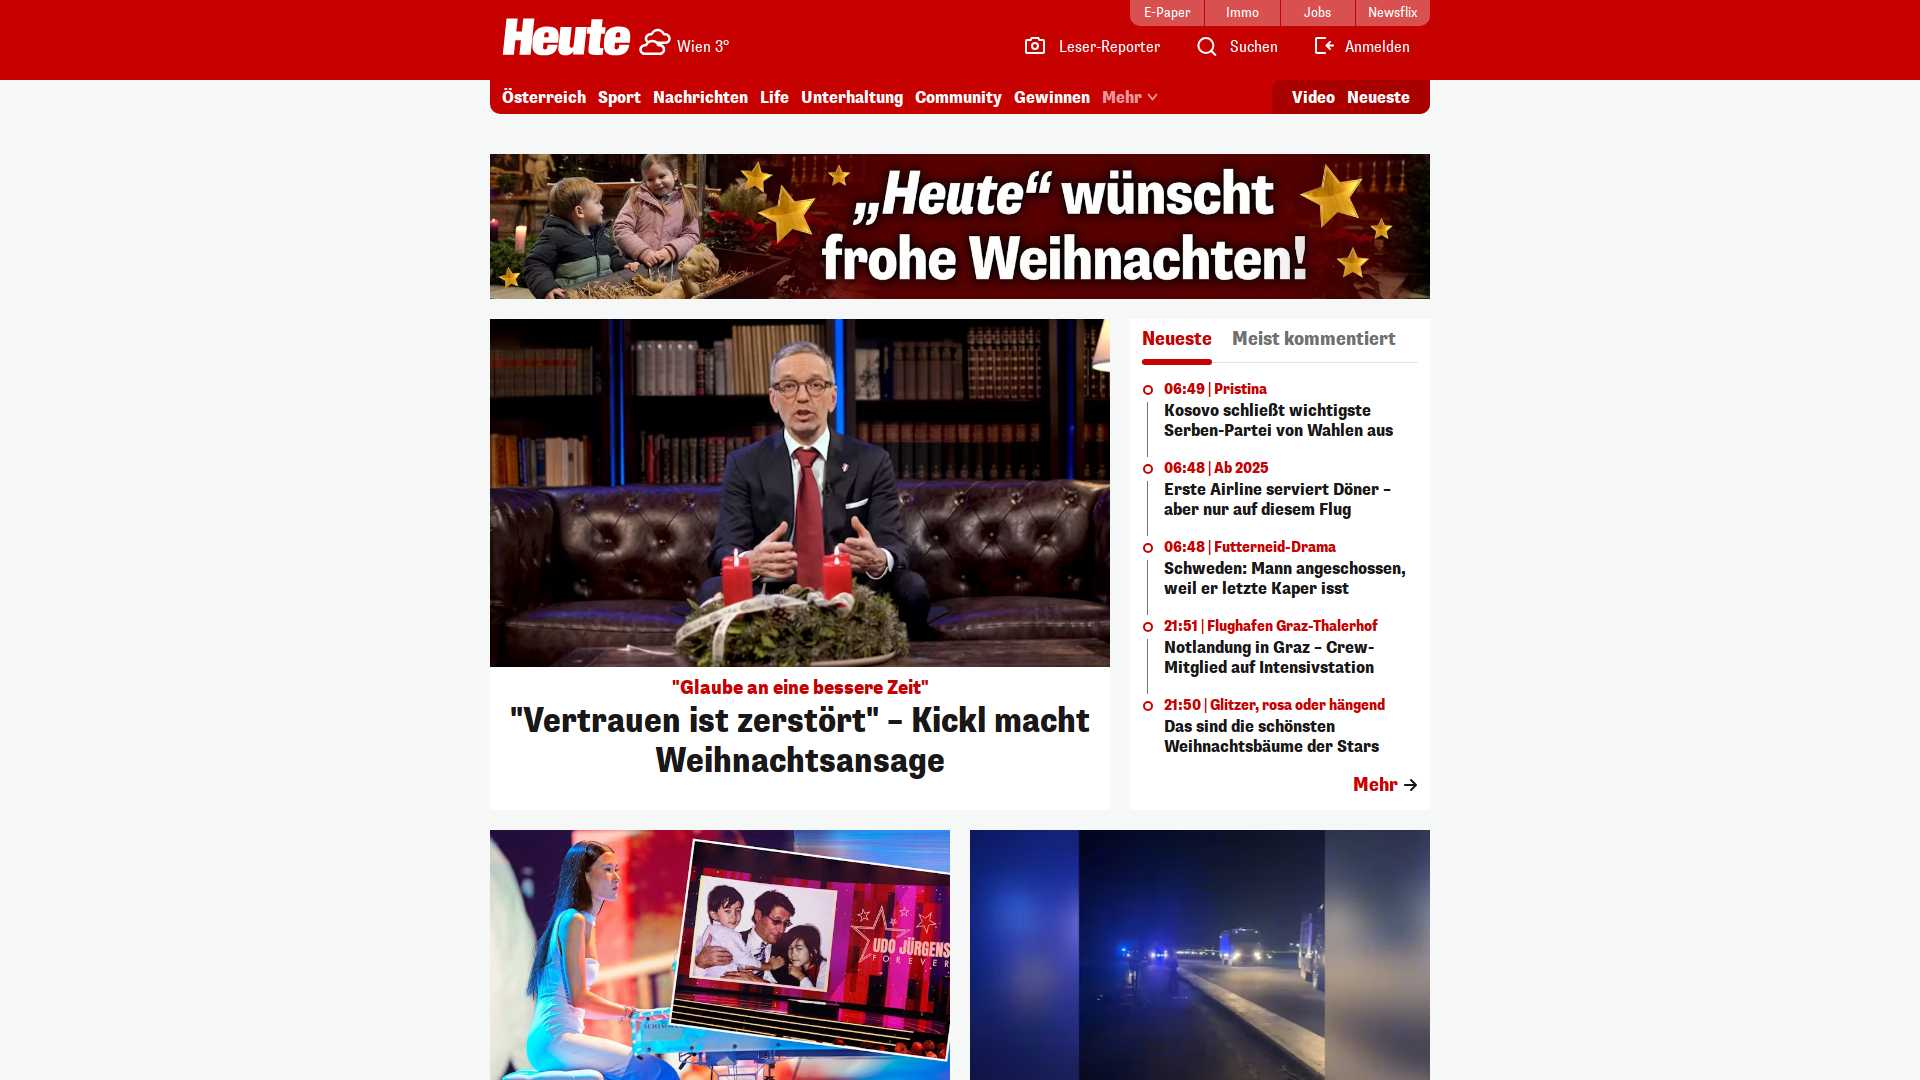 E-Paper
Immo
Jobs
Newsflix
Heute
Wien 3°
Leser-Reporter
Suchen
Anmelden
Österreich
Sport
Nachrichten
Life
Unterhaltung
Community
Gewinnen
Mehr
Video
Neueste
„Heute“ wünscht
frohe Weihnachten!
"Glaube an eine bessere Zeit"
"Vertrauen ist zerstört" – Kickl macht
Weihnachtsansage
Neueste
Meist kommentiert
06:49 | Pristina
Kosovo schließt wichtigste
Serben-Partei von Wahlen aus
06:48 | Ab 2025
Erste Airline serviert Döner –
aber nur auf diesem Flug
06:48 | Futterneid-Drama
Schweden: Mann angeschossen,
weil er letzte Kaper isst
21:51 | Flughafen Graz-Thalerhof
Notlandung in Graz – Crew-
Mitglied auf Intensivstation
21:50 | Glitzer, rosa oder hängend
Das sind die schönsten
Weihnachtsbäume der Stars
Mehr
UDO JÜRGENS
FOREVER